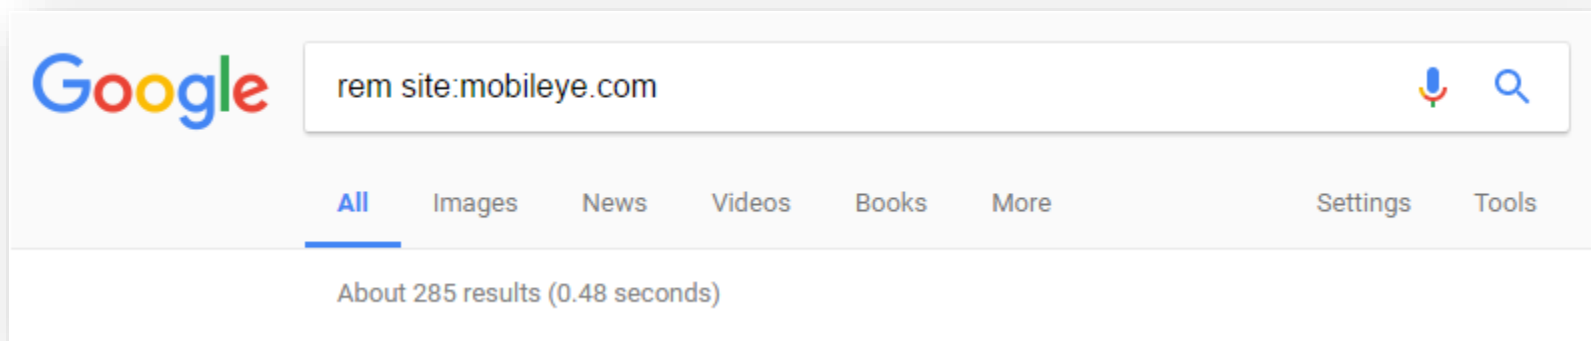 Google rem site:mobileye.com
All Images News Videos Books More Settings Tools
About 285 results (0.48 seconds)